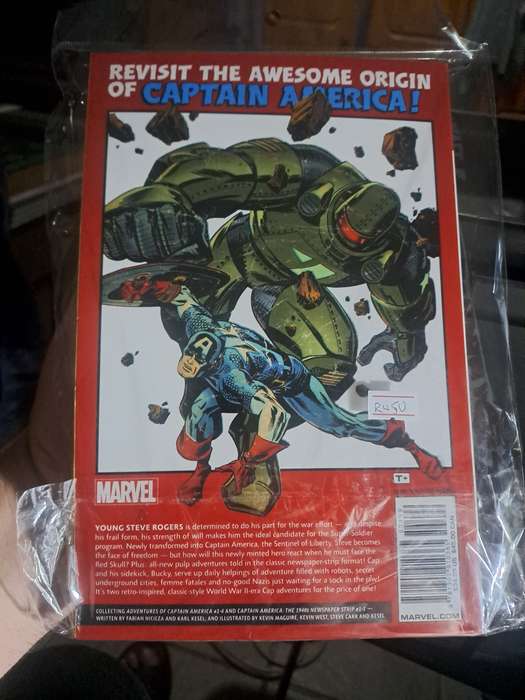 REVISIT THE AWESOME ORIGIN
OF CAPTAIN AMERICA!
A
R450
T+
MARVEL
YOUNG STEVE ROGERS is determined to do his part for the war effort — and despite
his frail form, his strength of will makes him the ideal candidate for the Super-Soldier
program. Newly transformed into Captain America, the Sentinel of Liberty, Steve becomes
the face of freedom — but how will this newly minted hero react when he must face the
Red Skull? Plus: all-new pulp adventures told in the classic newspaper-strip format! Cap
and his sidekick, Bucky, serve up daily helpings of adventure filled with robots, secret
underground cities, femme fatales and no-good Nazis just waiting for a sock in the jaw!
It's two retro-inspired, classic-style World War II-era Cap adventures for the price of one!
COLLECTING ADVENTURES OF CAPTAIN AMERICA #1-4 AND CAPTAIN AMERICA: THE 1940s NEWSPAPER STRIP #1-3 —
WRITTEN BY FABIAN NICIEZA AND KARL KESEL, AND ILLUSTRATED BY KEVIN MAGUIRE, KEVIN WEST, STEVE CARR AND KESEL
MARVEL.COM